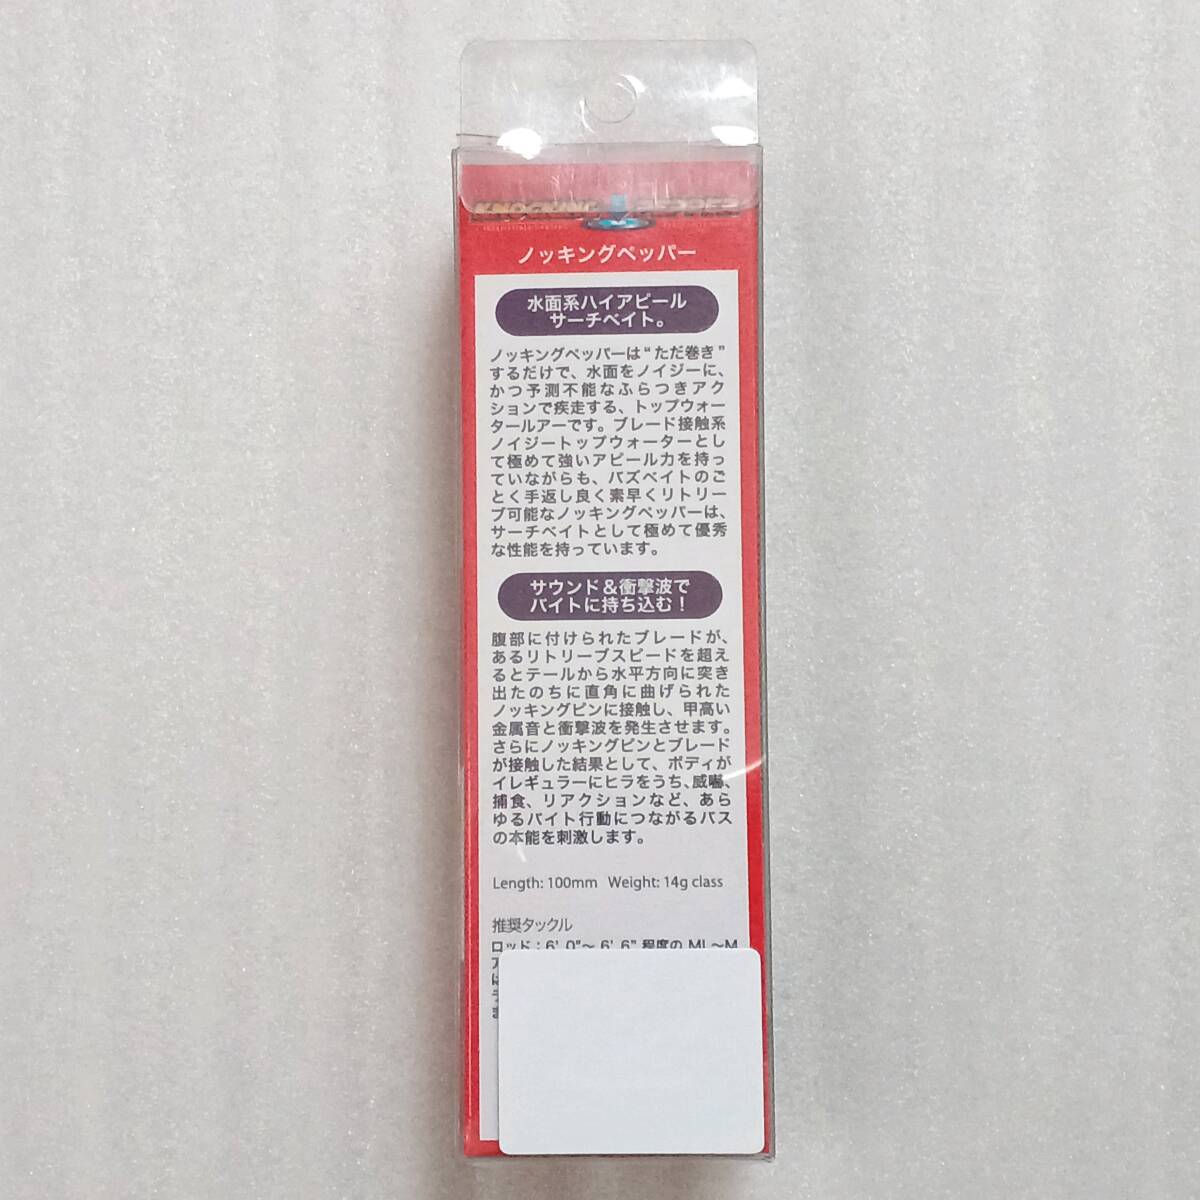 KNOCKING PEPPER
ノッキングペッパー
水面系ハイアピール
サーチベイト。
ノッキングペッパーは“ただ巻き”
するだけで、水面をノイジーに、
かつ予測不能なふらつきアク
ションで疾走する、トップウォー
タールアーです。ブレード接触系
ノイジートップウォーターとし
て極めて強いアピール力を持っ
ていながらも、バズベイトのご
とく手返し良く素早くリトリー
ブ可能なノッキングペッパーは、
サーチベイトとして極めて優秀
な性能を持っています。
サウンド＆衝撃波で
バイトに持ち込む！
腹部に付けられたブレードが、
あるリトリーブスピードを超え
るとテールから水平方向に突き
出たのちに直角に曲げられた
ノッキングピンに接触し、甲高い
金属音と衝撃波を発生させます。
さらにノッキングピンとブレード
が接触した結果として、ボディが
イレギュラーにヒラをうち、威嚇、
捕食、リアクションなど、あら
ゆるバイト行動につながるバス
の本能を刺激します。
Length: 100mm Weight: 14g class
推奨タックル
ロッド：6'0"～6'6"程度の ML～M